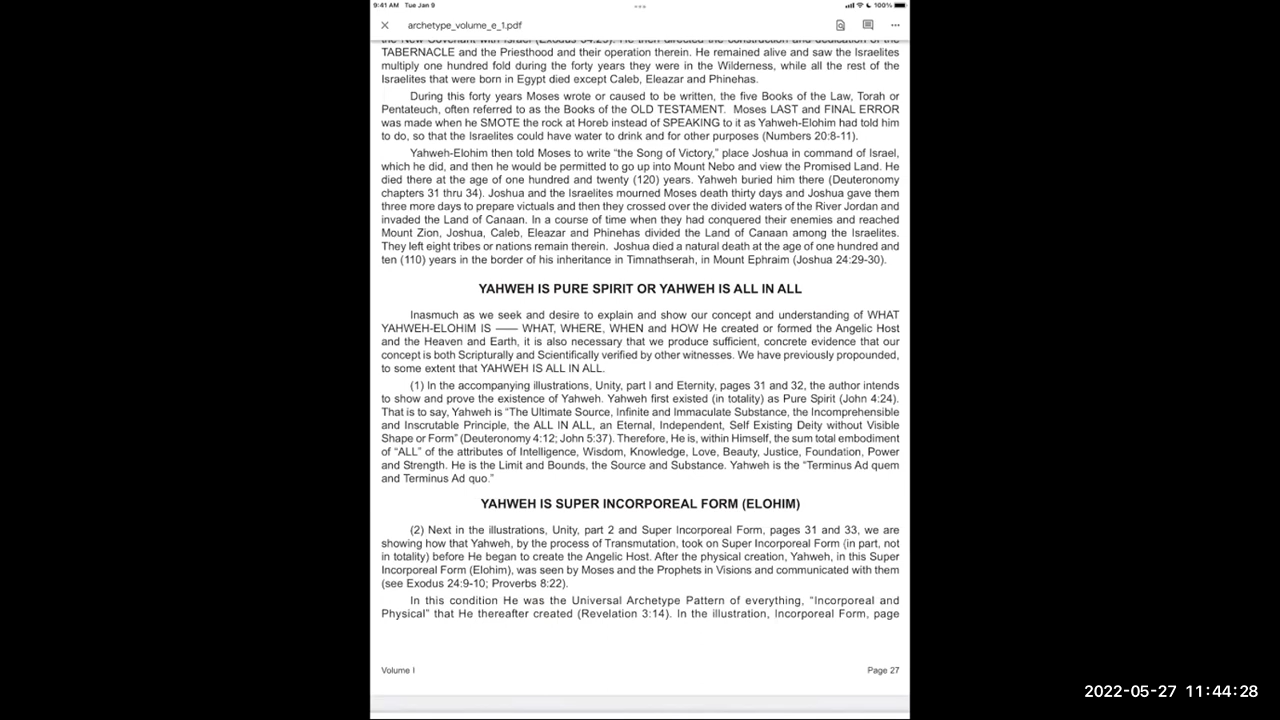 9:41 AM Tue Jan 9
100%
archetype_volume_e_1.pdf
TABERNACLE and the Priesthood and their operation therein. He remained alive and saw the Israelites
multiply one hundred fold during the forty years they were in the Wilderness, while all the rest of the
Israelites that were born in Egypt died except Caleb, Eleazar and Phinehas.
During this forty years Moses wrote or caused to be written, the five Books of the Law, Torah or
Pentateuch, often referred to as the Books of the OLD TESTAMENT. Moses LAST and FINAL ERROR
was made when he SMOTE the rock at Horeb instead of SPEAKING to it as Yahweh-Elohim had told him
to do, so that the Israelites could have water to drink and for other purposes (Numbers 20:8-11).
Yahweh-Elohim then told Moses to write “the Song of Victory,” place Joshua in command of Israel,
which he did, and then he would be permitted to go up into Mount Nebo and view the Promised Land. He
died there at the age of one hundred and twenty (120) years. Yahweh buried him there (Deuteronomy
chapters 31 thru 34). Joshua and the Israelites mourned Moses death thirty days and Joshua gave them
three more days to prepare victuals and then they crossed over the divided waters of the River Jordan and
invaded the Land of Canaan. In a course of time when they had conquered their enemies and reached
Mount Zion, Joshua, Caleb, Eleazar and Phinehas divided the Land of Canaan among the Israelites.
They left eight tribes or nations remain therein. Joshua died a natural death at the age of one hundred and
ten (110) years in the border of his inheritance in Timnathserah, in Mount Ephraim (Joshua 24:29-30).
YAHWEH IS PURE SPIRIT OR YAHWEH IS ALL IN ALL
Inasmuch as we seek and desire to explain and show our concept and understanding of WHAT
YAHWEH-ELOHIM IS —— WHAT, WHERE, WHEN and HOW He created or formed the Angelic Host
and the Heaven and Earth, it is also necessary that we produce sufficient, concrete evidence that our
concept is both Scripturally and Scientifically verified by other witnesses. We have previously propounded,
to some extent that YAHWEH IS ALL IN ALL.
(1) In the accompanying illustrations, Unity, part I and Eternity, pages 31 and 32, the author intends
to show and prove the existence of Yahweh. Yahweh first existed (in totality) as Pure Spirit (John 4:24).
That is to say, Yahweh is “The Ultimate Source, Infinite and Immaculate Substance, the Incomprehensible
and Inscrutable Principle, the ALL IN ALL, an Eternal, Independent, Self Existing Deity without Visible
Shape or Form” (Deuteronomy 4:12; John 5:37). Therefore, He is, within Himself, the sum total embodiment
of “ALL” of the attributes of Intelligence, Wisdom, Knowledge, Love, Beauty, Justice, Foundation, Power
and Strength. He is the Limit and Bounds, the Source and Substance. Yahweh is the “Terminus Ad quem
and Terminus Ad quo.”
YAHWEH IS SUPER INCORPOREAL FORM (ELOHIM)
(2) Next in the illustrations, Unity, part 2 and Super Incorporeal Form, pages 31 and 33, we are
showing how that Yahweh, by the process of Transmutation, took on Super Incorporeal Form (in part, not
in totality) before He began to create the Angelic Host. After the physical creation, Yahweh, in this Super
Incorporeal Form (Elohim), was seen by Moses and the Prophets in Visions and communicated with them
(see Exodus 24:9-10; Proverbs 8:22).
In this condition He was the Universal Archetype Pattern of everything, “Incorporeal and
Physical” that He thereafter created (Revelation 3:14). In the illustration, Incorporeal Form, page
Volume I
Page 27
2022-05-27 11:44:28